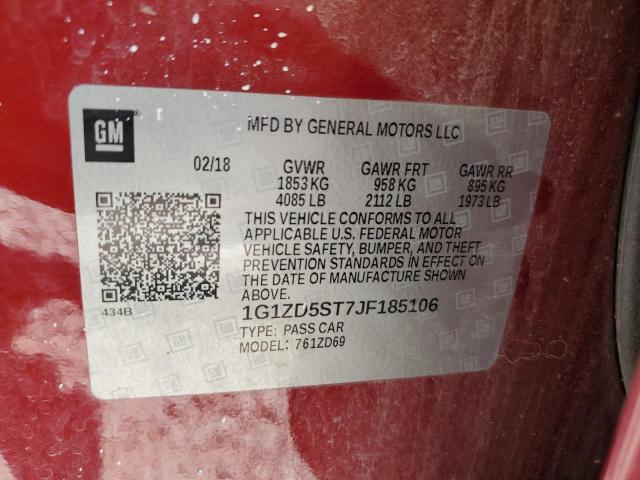 GM
MFD BY GENERAL MOTORS LLC
02/18 GVWR GAWR FRT GAWR RR
1853 KG 958 KG 895 KG
4085 LB 2112 LB 1973 LB
THIS VEHICLE CONFORMS TO ALL
APPLICABLE U.S. FEDERAL MOTOR
VEHICLE SAFETY, BUMPER, AND THEFT
PREVENTION STANDARDS IN EFFECT ON
THE DATE OF MANUFACTURE SHOWN
ABOVE.
434B
1G1ZD5ST7JF185106
TYPE: PASS CAR
MODEL: 761ZD69